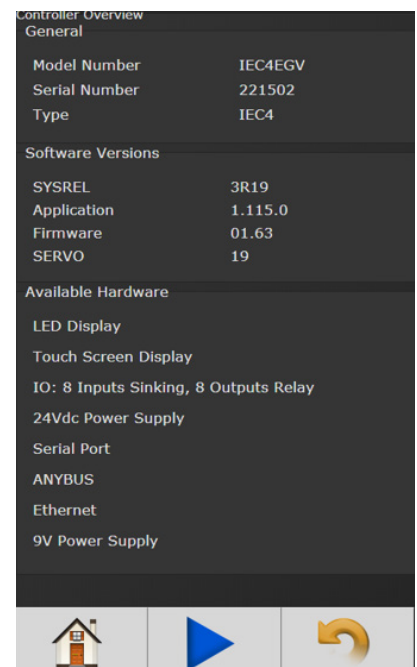 Controller Overview
General
Model Number IEC4EGV
Serial Number 221502
Type IEC4
Software Versions
SYSREL 3R19
Application 1.115.0
Firmware 01.63
SERVO 19
Available Hardware
LED Display
Touch Screen Display
IO: 8 Inputs Sinking, 8 Outputs Relay
24Vdc Power Supply
Serial Port
ANYBUS
Ethernet
9V Power Supply